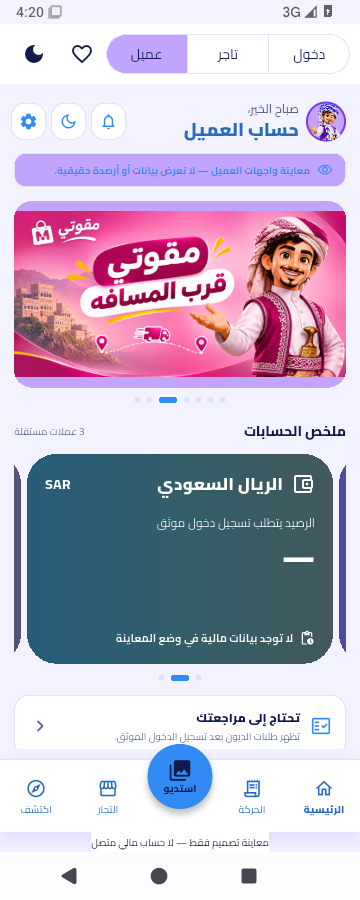 4:20
3G
دخول
تاجر
عميل
صباح الخير،
حساب العميل
معاينة واجهات العميل — لا تعرض بيانات أو أرصدة حقيقية.
مقوتي
مقوتي
قرب المسافه
ملخص الحسابات
3 عملات مستقلة
الريال السعودي
SAR
الرصيد يتطلب تسجيل دخول موثق
—
لا توجد بيانات مالية في وضع المعاينة
تحتاج إلى مراجعتك
تظهر طلبات الديون بعد تسجيل الدخول الموثق.
الرئيسية
الحركة
استديو
التجار
اكتشف
معاينة تصميم فقط — لا حساب مالي متصل